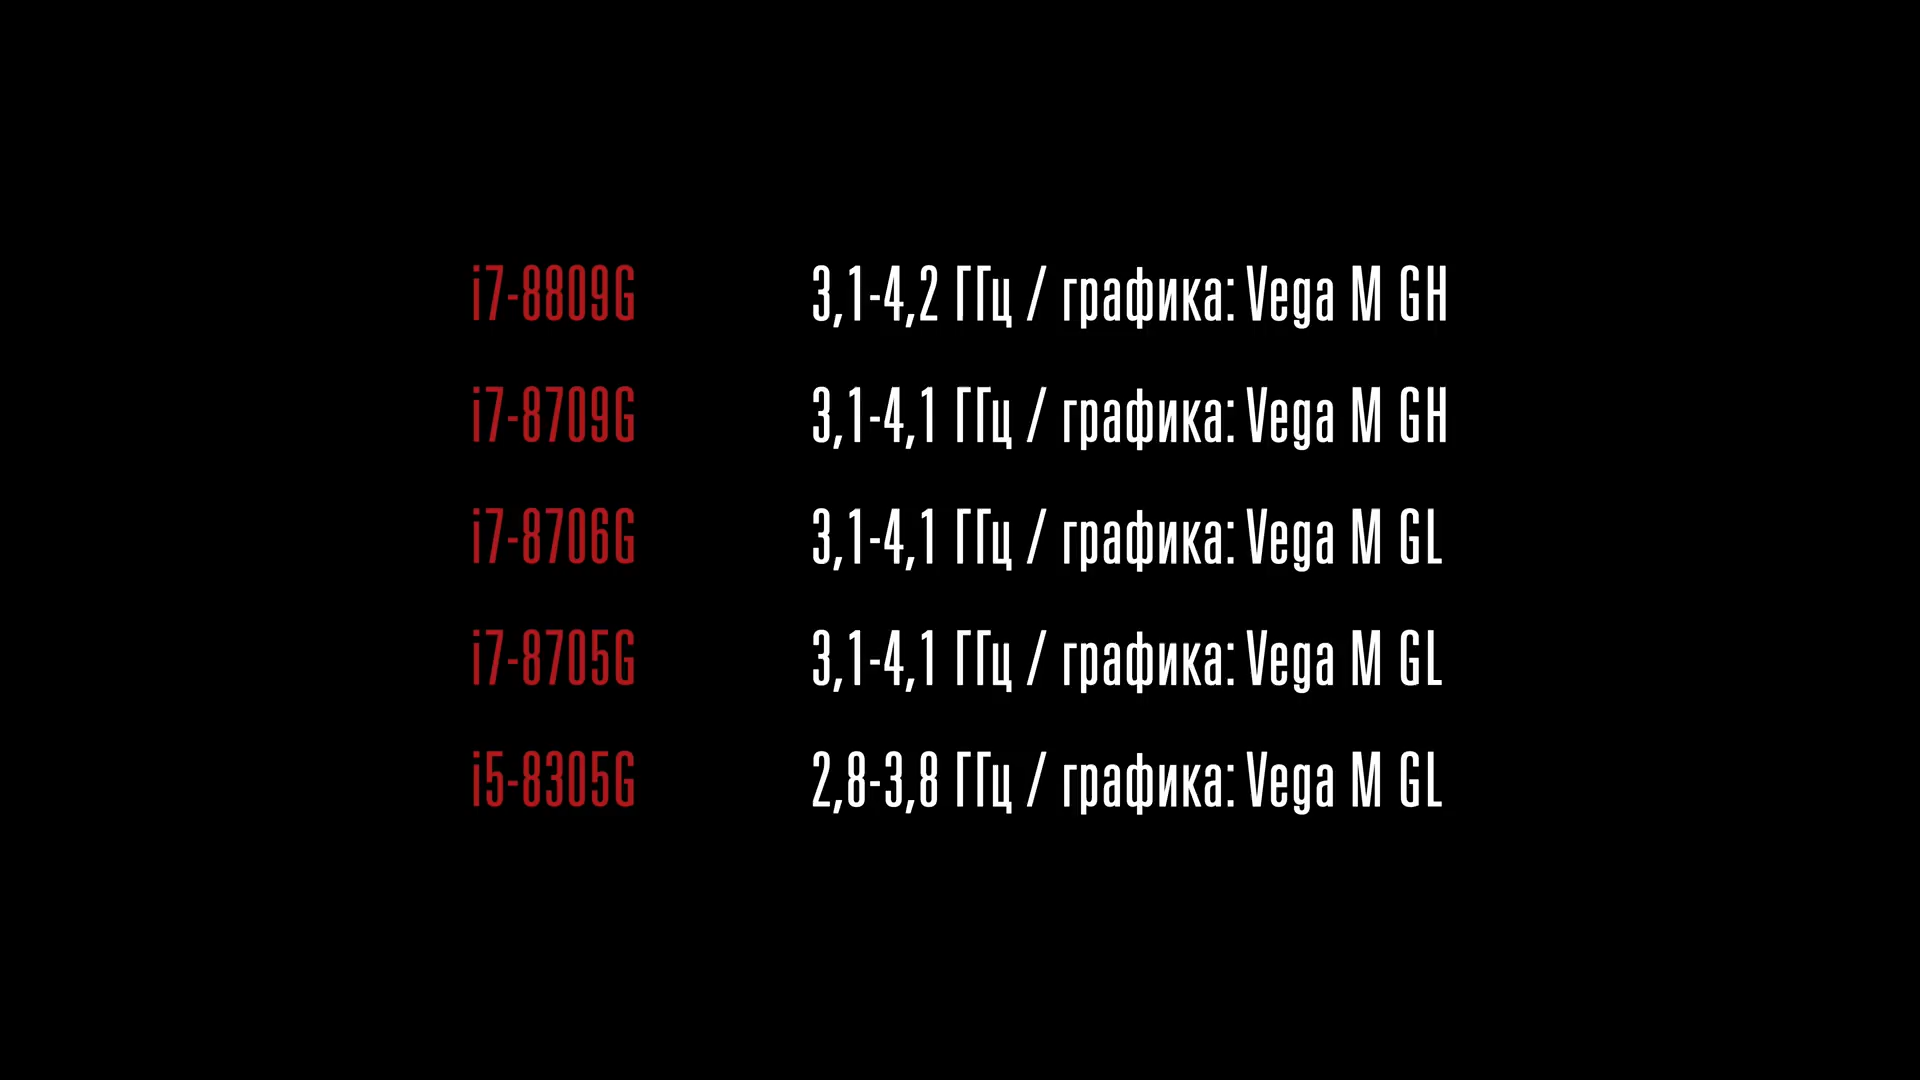 i7-8809G 3,1-4,2 ГГц / графика: Vega M GH
i7-8709G 3,1-4,1 ГГц / графика: Vega M GH
i7-8706G 3,1-4,1 ГГц / графика: Vega M GL
i7-8705G 3,1-4,1 ГГц / графика: Vega M GL
i5-8305G 2,8-3,8 ГГц / графика: Vega M GL